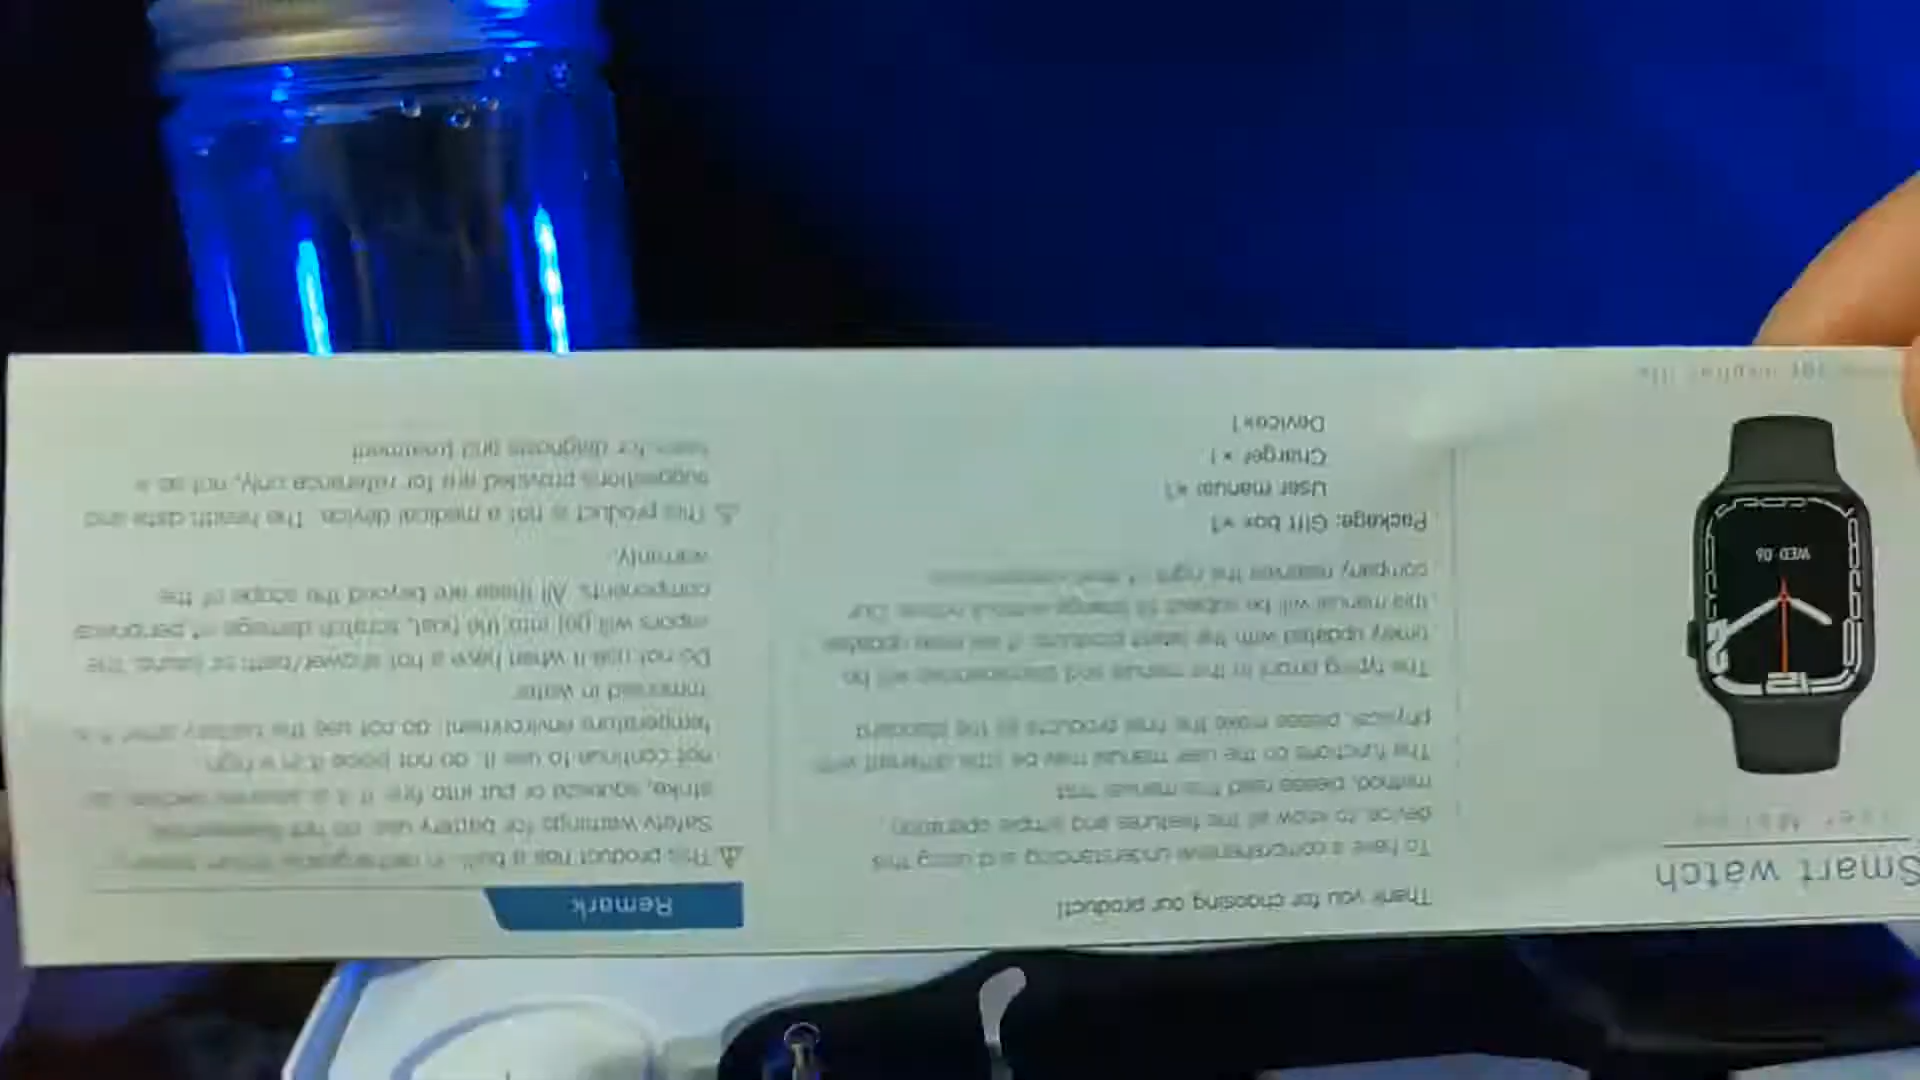 Smart watch
WED 06
12
Thank you for choosing our product!
To have a comprehensive understanding and using this
device, to know all the features and simple operation
method, please read this manual first.
The functions on the user manual may be little different with
physical, please make the final products as the standard
The typing errors in this manual and discrepancies will be
timely updated with the latest products. If we make updates
this manual will be subject to change without notice. Our
company reserves the right of final
Package: Gift box ×1
User manual ×1
Charger × 1
Device×1
Remark
⚠ This product has a built-in rechargeable lithium battery.
Safety warnings for battery use: do not
strike, squeeze or put into fire. If
not continue to use it, do not place it in a high
temperature environment; do not use the battery after it is
immersed in water.
Do not use it when have a hot shower/bath or sauna, the
vapors will get into the host, scratch damage of peripheral
components. All these are beyond the scope of the
warranty.
⚠ This product is not a medical device. The health data and
suggestions provided are for reference only, not as a
basis for diagnosis and treatment